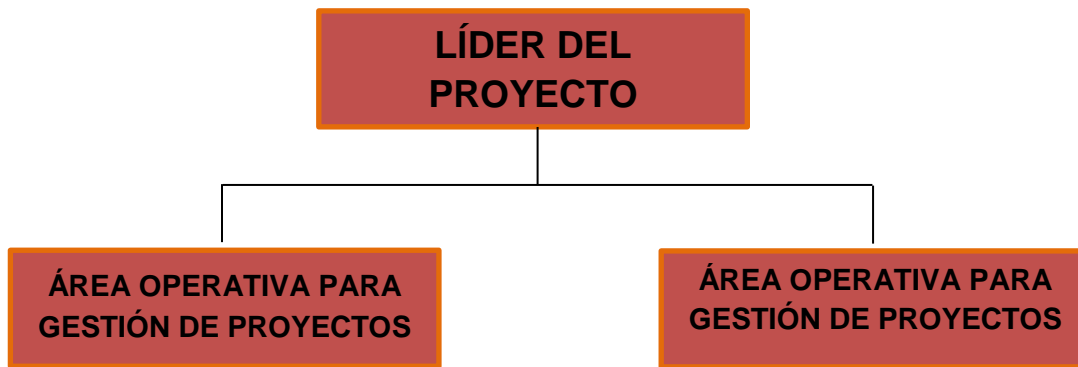 LÍDER DEL
PROYECTO
ÁREA OPERATIVA PARA
GESTIÓN DE PROYECTOS
ÁREA OPERATIVA PARA
GESTIÓN DE PROYECTOS